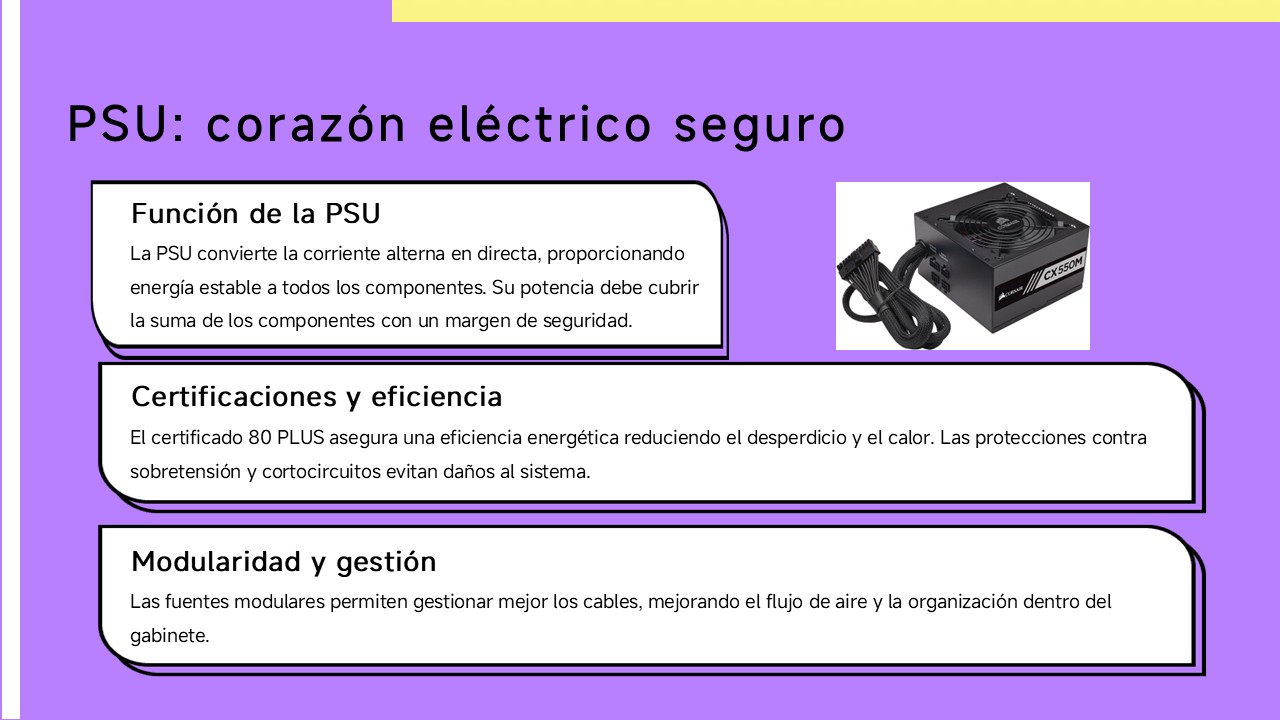 PSU: corazón eléctrico seguro
Función de la PSU
La PSU convierte la corriente alterna en directa, proporcionando
energía estable a todos los componentes. Su potencia debe cubrir
la suma de los componentes con un margen de seguridad.
CORSAIR
CX550M
Certificaciones y eficiencia
El certificado 80 PLUS asegura una eficiencia energética reduciendo el desperdicio y el calor. Las protecciones contra
sobretensión y cortocircuitos evitan daños al sistema.
Modularidad y gestión
Las fuentes modulares permiten gestionar mejor los cables, mejorando el flujo de aire y la organización dentro del
gabinete.